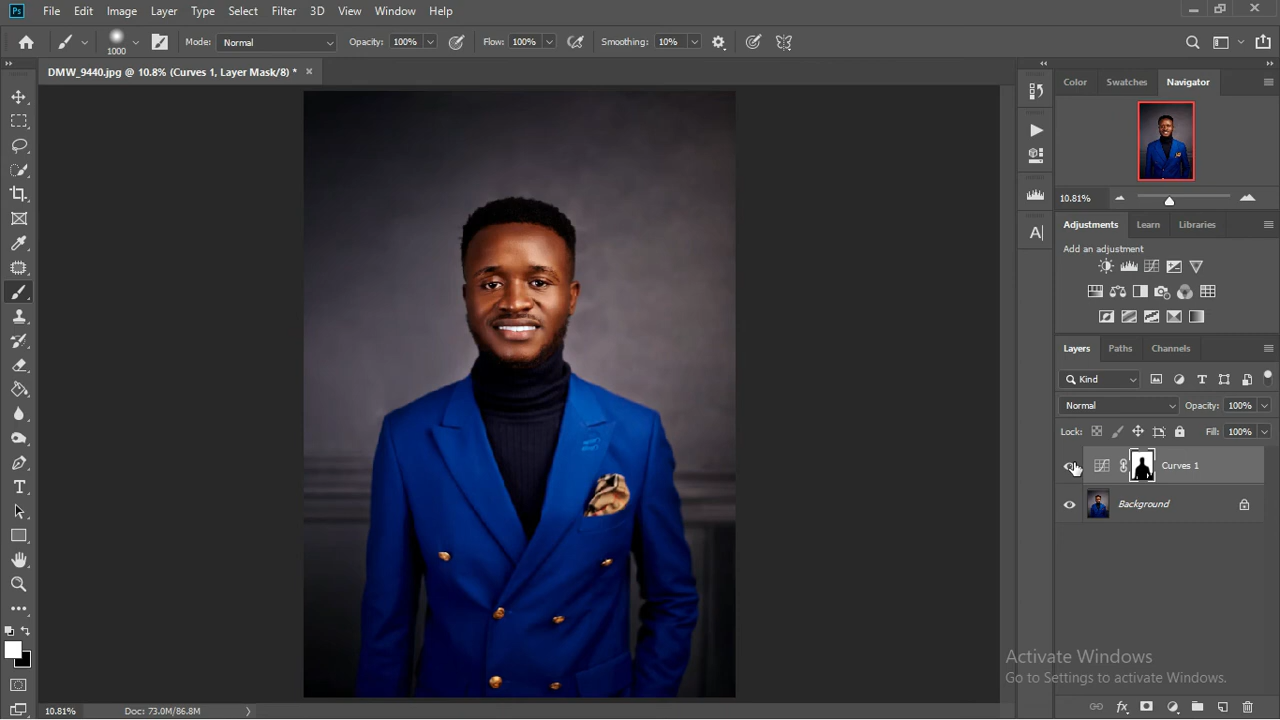 Ps File Edit Image Layer Type Select Filter 3D View Window Help
1000 Mode: Normal Opacity: 100% Flow: 100% Smoothing: 10%
DMW_9440.jpg @ 10.8% (Curves 1, Layer Mask/8) * ×
Color Swatches Navigator
10.81%
Adjustments Learn Libraries
Add an adjustment
Layers Paths Channels
Kind
Normal Opacity: 100%
Lock: Fill: 100%
Curves 1
Background
Activate Windows
Go to Settings to activate Windows.
10.81% Doc: 73.0M/86.8M